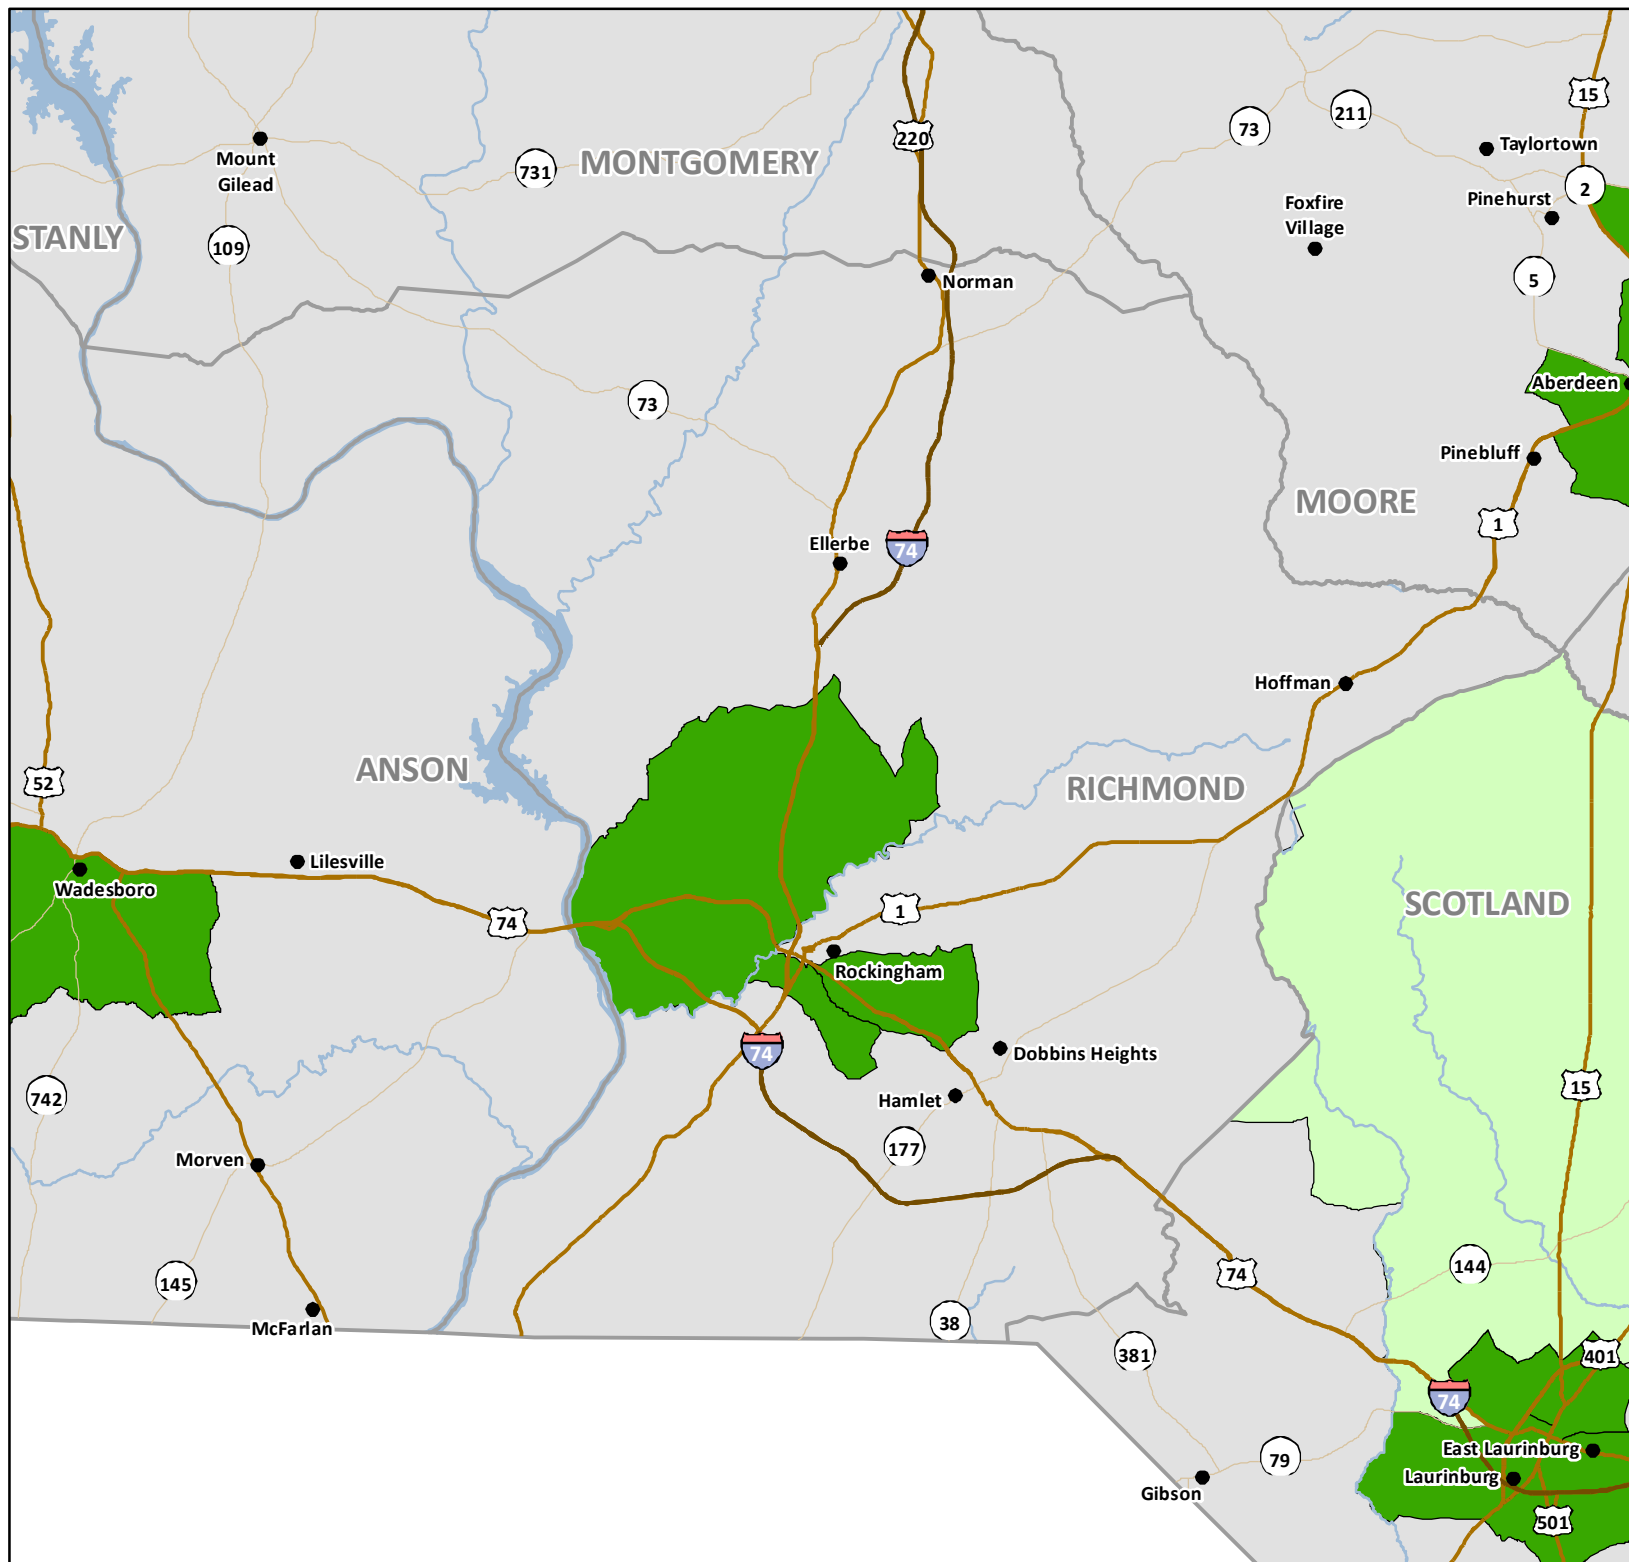 15
220
211
73
Mount
Gilead
Taylortown
MONTGOMERY
731
2
Pinehurst
Foxfire
Village
STANLY
109
5
Norman
Aberdeen
73
Pinebluff
MOORE
1
Ellerbe
74
Hoffman
ANSON
52
RICHMOND
Lilesville
Wadesboro
SCOTLAND
1
74
Rockingham
74
Dobbins Heights
15
742
Hamlet
177
Morven
144
74
145
38
McFarlan
381
401
74
East Laurinburg
79
Laurinburg
Gibson
501